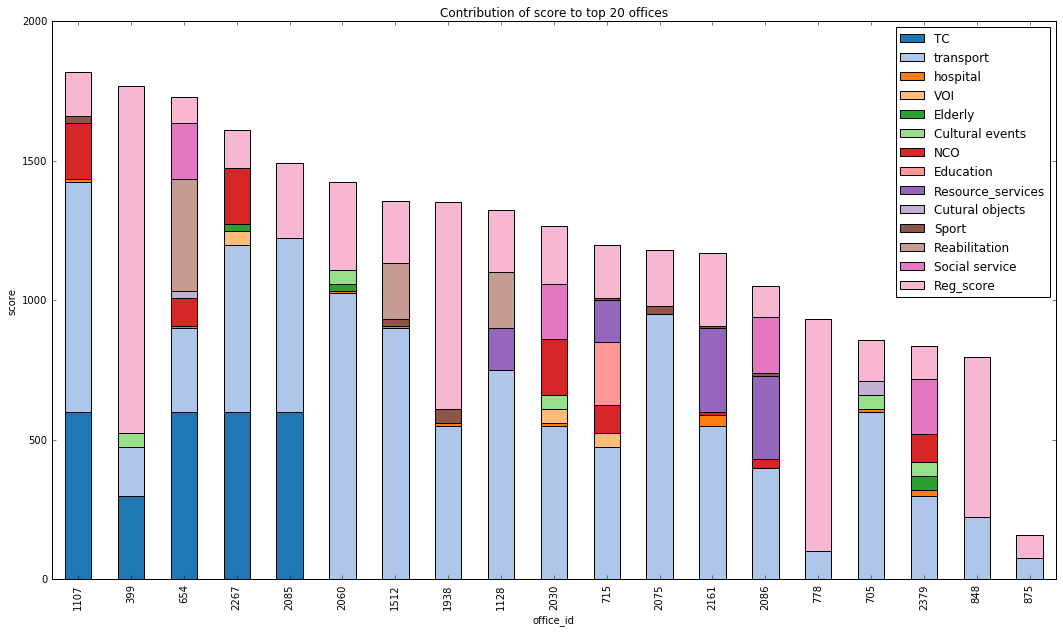 Contribution of score to top 20 offices
2000
1500
1000
500
0
score
TC
transport
hospital
VOI
Elderly
Cultural events
NCO
Education
Resource_services
Cutural objects
Sport
Reabilitation
Social service
Reg_score
1107 399 654 2267 2085 2060 1512 1938 1128 2030 715 2075 2161 2086 778 705 2379 848 875
office_id